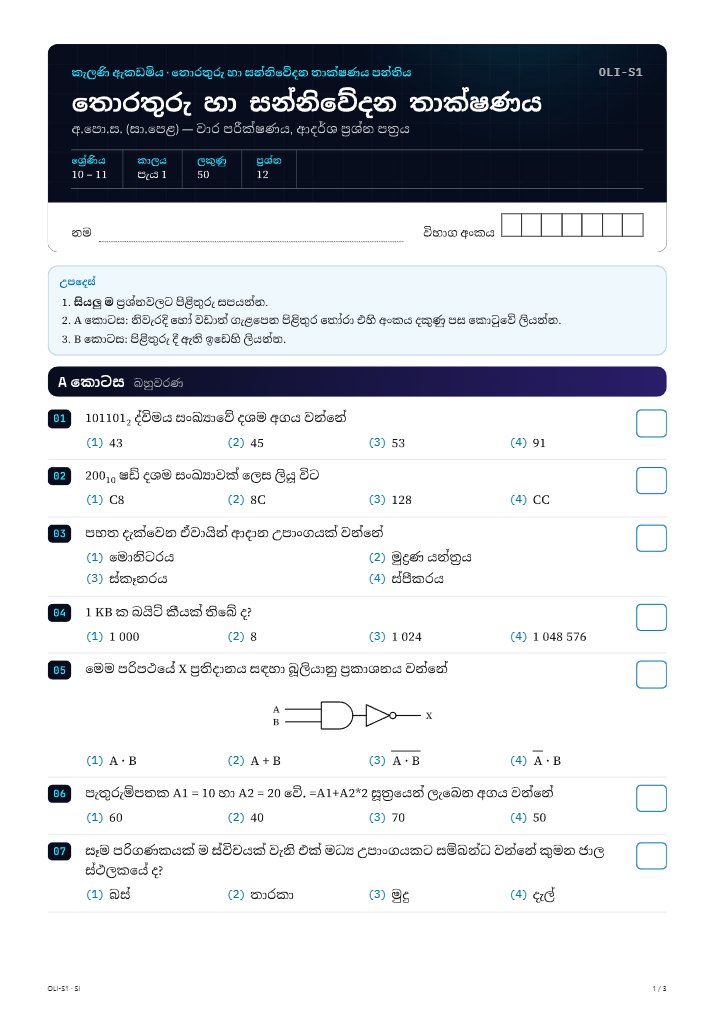 කැලණි ඇකඩමිය · තොරතුරු හා සන්නිවේදන තාක්ෂණය පන්තිය
OLI-S1
තොරතුරු හා සන්නිවේදන තාක්ෂණය
අ.පො.ස. (සා.පෙළ) — වාර පරීක්ෂණය, ආදර්ශ ප්‍රශ්න පත්‍රය
ශ්‍රේණිය කාලය ලකුණු ප්‍රශ්න
10 – 11 පැය 1 50 12
නම
විභාග අංකය
උපදෙස්
1. සියලු ම ප්‍රශ්නවලට පිළිතුරු සපයන්න.
2. A කොටස: නිවැරදි හෝ වඩාත් ගැළපෙන පිළිතුර තෝරා එහි අංකය දකුණු පස කොටුවේ ලියන්න.
3. B කොටස: පිළිතුරු දී ඇති ඉඩෙහි ලියන්න.
A කොටස බහුවරණ
01 101101₂ ද්විමය සංඛ්‍යාවේ දශම අගය වන්නේ
(1) 43 (2) 45 (3) 53 (4) 91
02 200₁₀ ෂඩ් දශම සංඛ්‍යාවක් ලෙස ලියූ විට
(1) C8 (2) 8C (3) 128 (4) CC
03 පහත දැක්වෙන ඒවායින් ආදාන උපාංගයක් වන්නේ
(1) මොනිටරය (2) මුද්‍රණ යන්ත්‍රය
(3) ස්කෑනරය (4) ස්පීකරය
04 1 KB ක බයිට් කීයක් තිබේ ද?
(1) 1 000 (2) 8 (3) 1 024 (4) 1 048 576
05 මෙම පරිපථයේ X ප්‍රතිදානය සඳහා බූලියානු ප්‍රකාශනය වන්නේ
A
B
X
(1) A · B (2) A + B (3) A̅ ·̅ B̅ (4) A̅ · B
06 පැතුරුම්පතක A1 = 10 හා A2 = 20 වේ. =A1+A2*2 සූත්‍රයෙන් ලැබෙන අගය වන්නේ
(1) 60 (2) 40 (3) 70 (4) 50
07 සෑම පරිගණකයක් ම ස්විචයක් වැනි එක් මධ්‍ය උපාංගයකට සම්බන්ධ වන්නේ කුමන ජාල
ස්ථලකයේ ද?
(1) බස් (2) තාරකා (3) මුදු (4) දැල්
OLI-S1 · SI
1 / 3